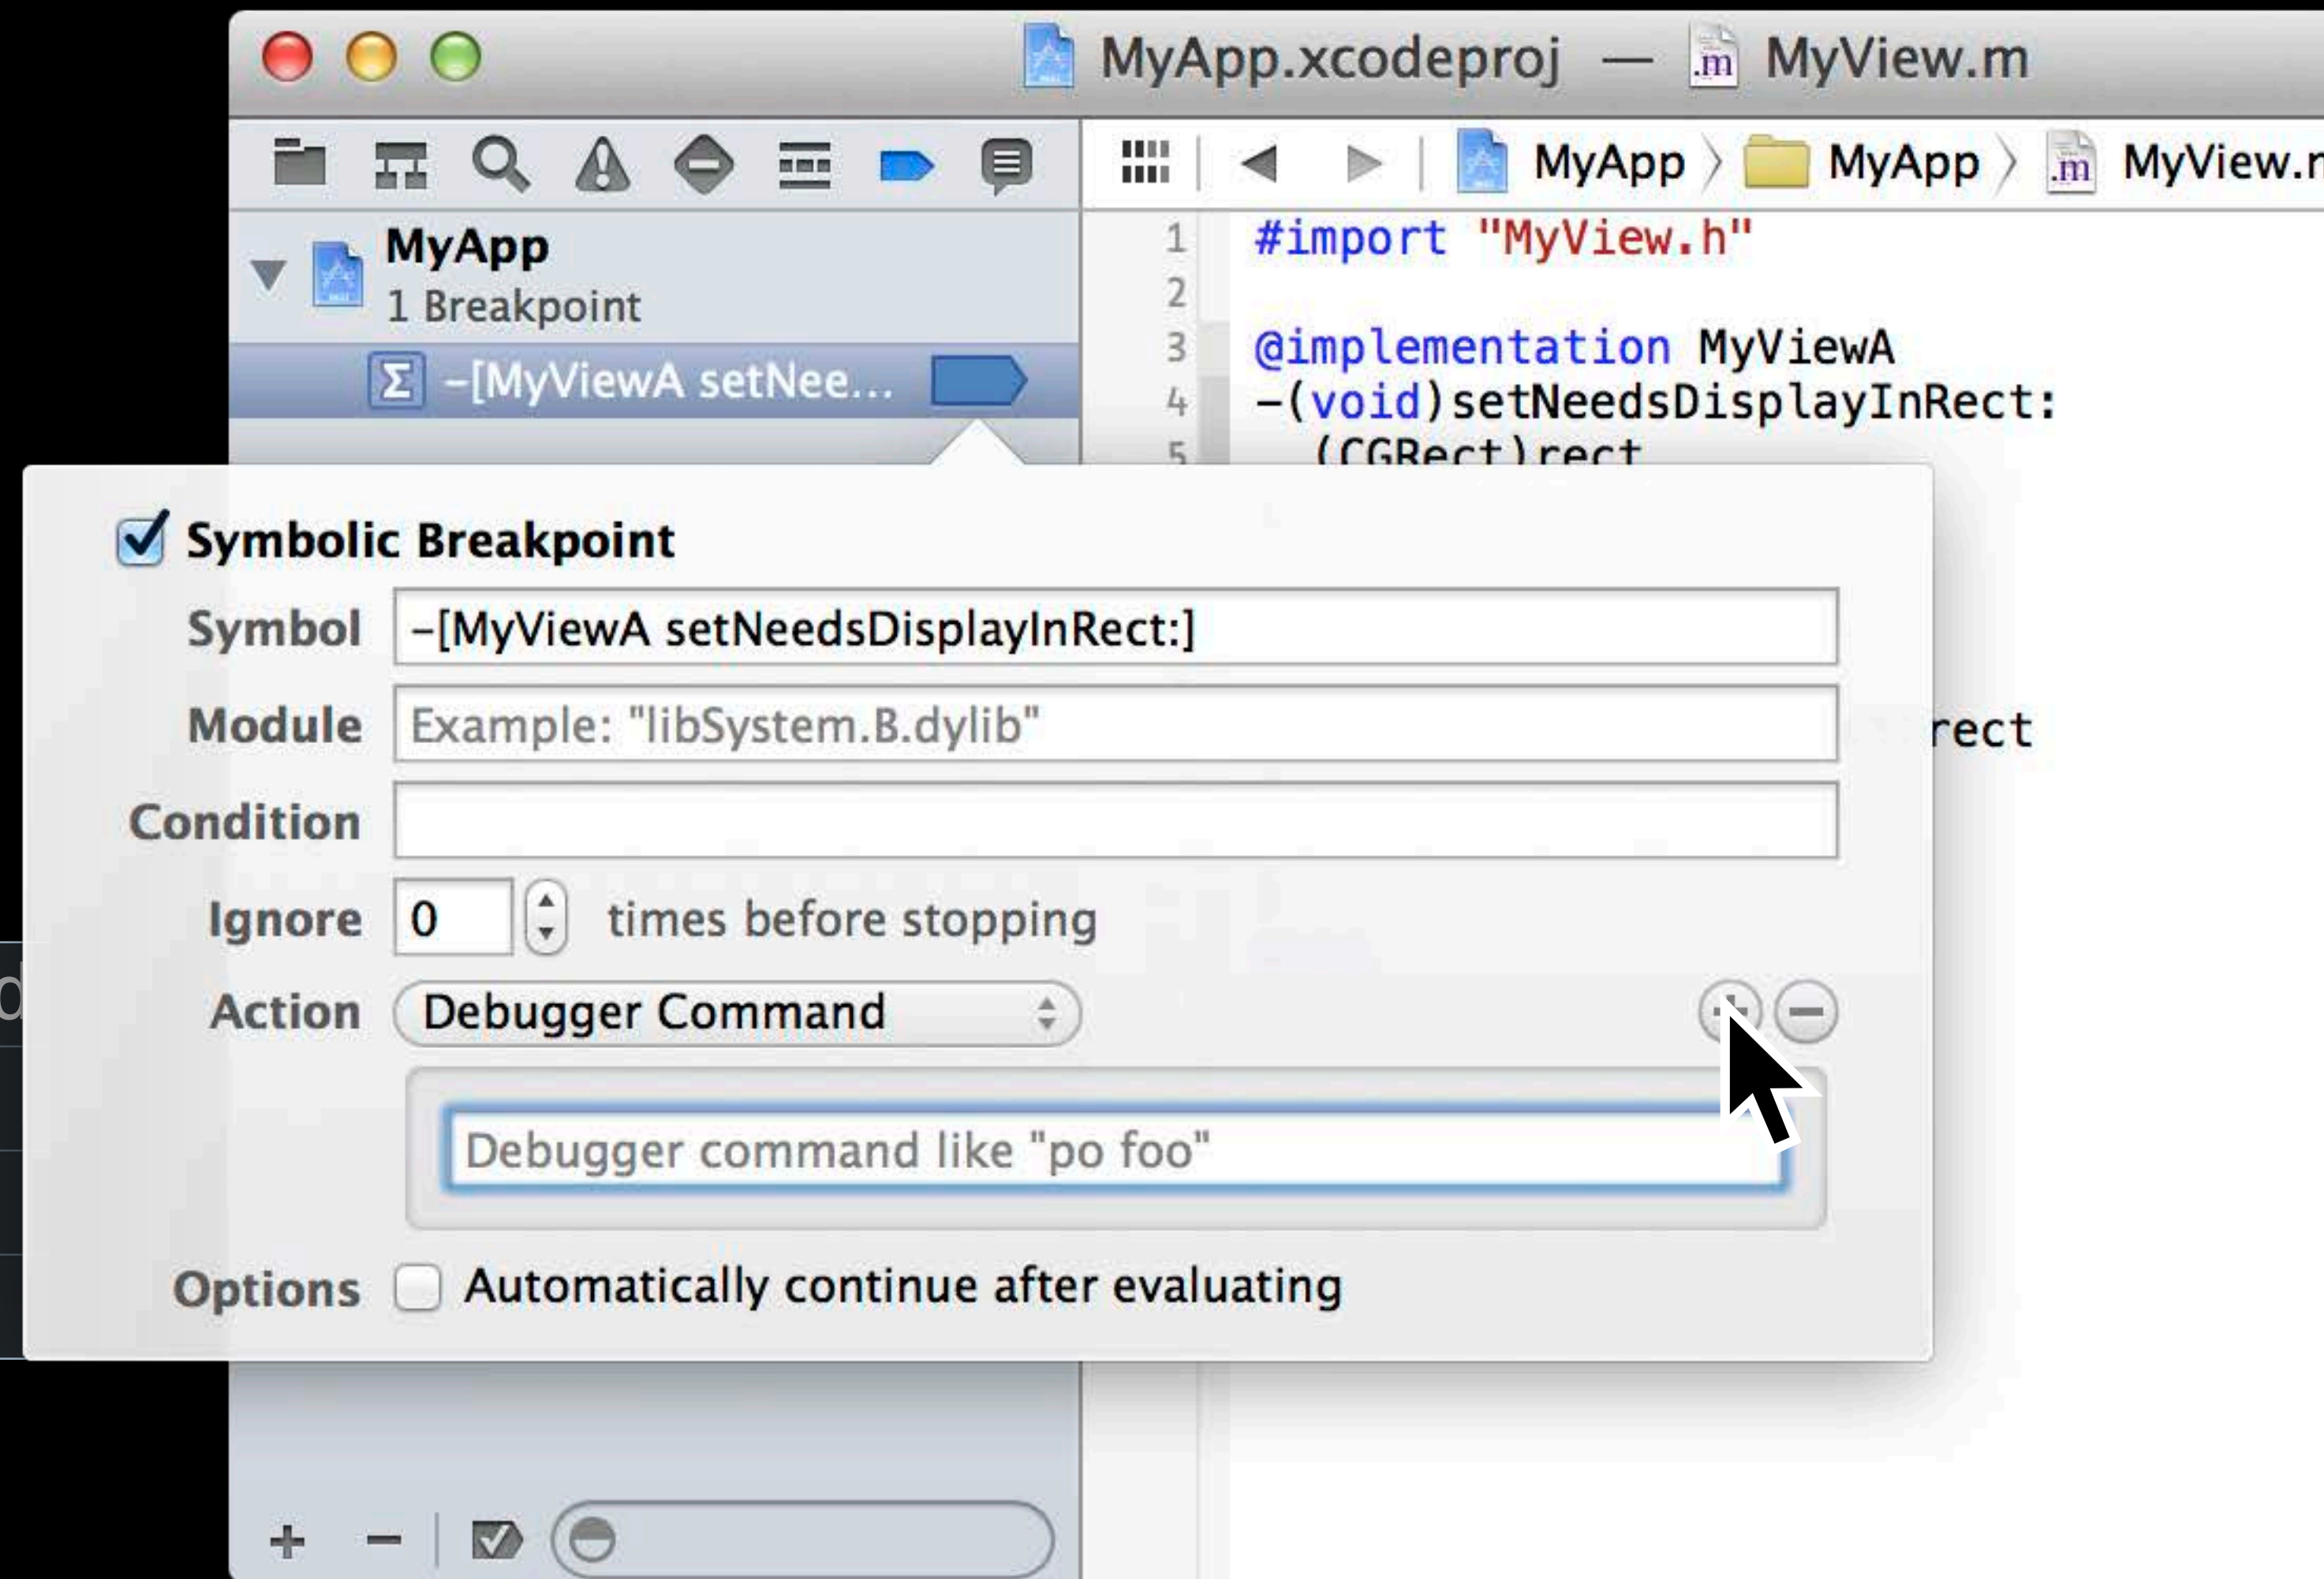 MyApp.xcodeproj — MyView.m
MyApp 〉 MyApp 〉 MyView.m
MyApp
1 Breakpoint
Σ -[MyViewA setNee...
1 #import "MyView.h"
2
3 @implementation MyViewA
4 -(void)setNeedsDisplayInRect:
5 (CGRect)rect
Symbolic Breakpoint
Symbol -[MyViewA setNeedsDisplayInRect:]
Module Example: "libSystem.B.dylib"
rect
Condition
Ignore 0 times before stopping
Action Debugger Command
Debugger command like "po foo"
Options Automatically continue after evaluating